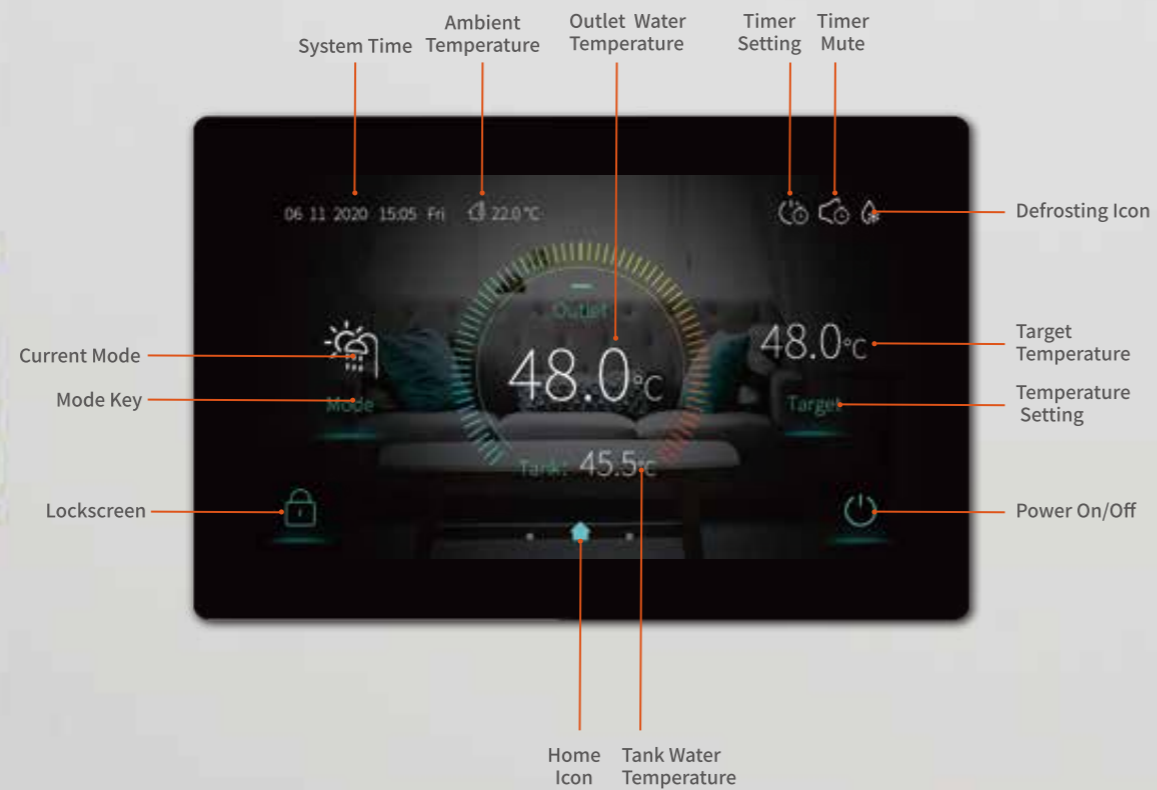 System Time
Ambient
Temperature
Outlet Water
Temperature
Timer
Setting
Timer
Mute
06 11 2020 15:05 Fri 22.0℃
Defrosting Icon
Outlet
48.0℃
48.0℃
Target
Temperature
Current Mode
Mode Key
Mode
Target
Temperature
Setting
Tank: 45.5℃
Lockscreen
Power On/Off
Home
Icon
Tank Water
Temperature